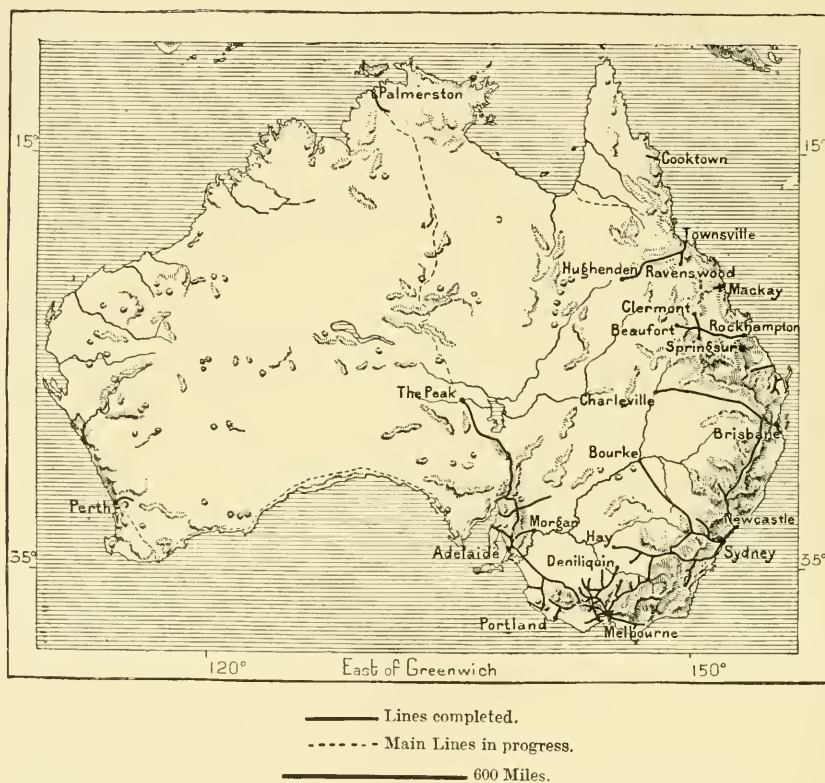 Palmerston
15°
15°
Cooktown
Townsville
Hughenden
Ravenswood
Mackay
Clermont
Beaufort
Rockhampton
Springsur
The Peak
Charleville
Brisbane
Bourke
Perth
Morgan
Hay
Newcastle
35°
Adelaide
Deniliquin
Sydney
35°
Portland
Melbourne
120°
East of Greenwich
150°
Lines completed.
Main Lines in progress.
600 Miles.